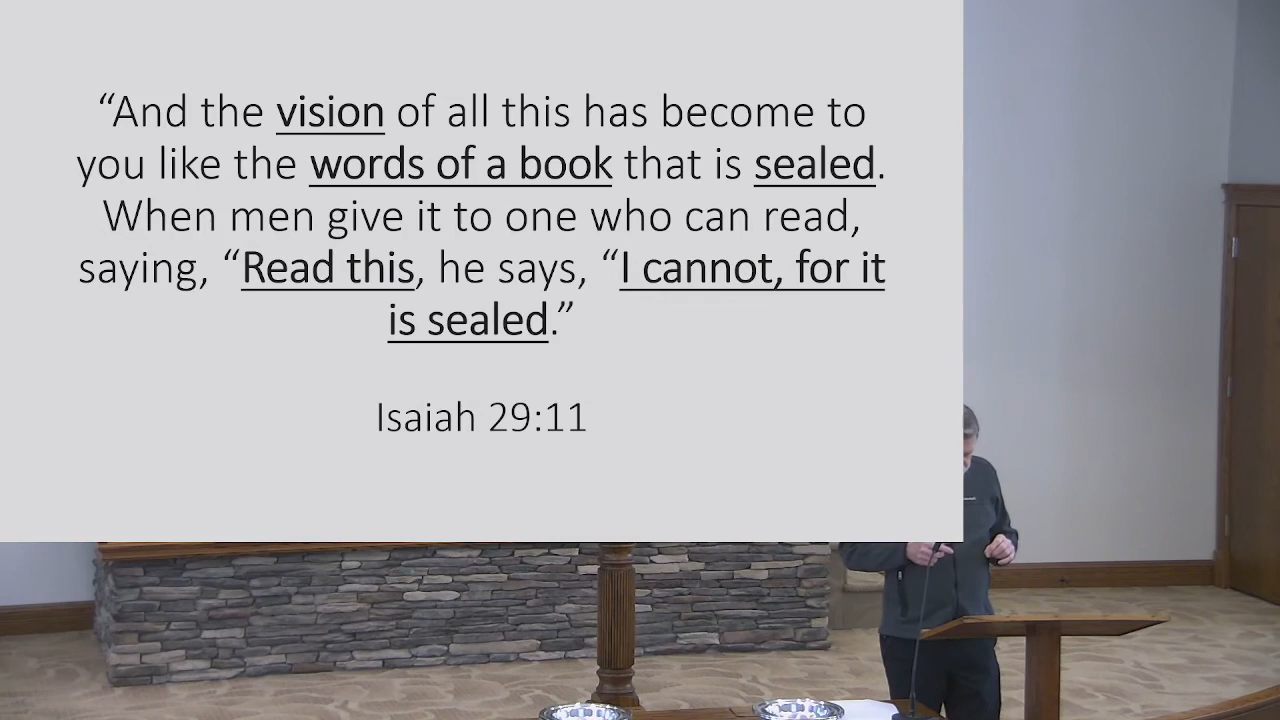 “And the vision of all this has become to
you like the words of a book that is sealed.
When men give it to one who can read,
saying, “Read this, he says, “I cannot, for it
is sealed.”
Isaiah 29:11